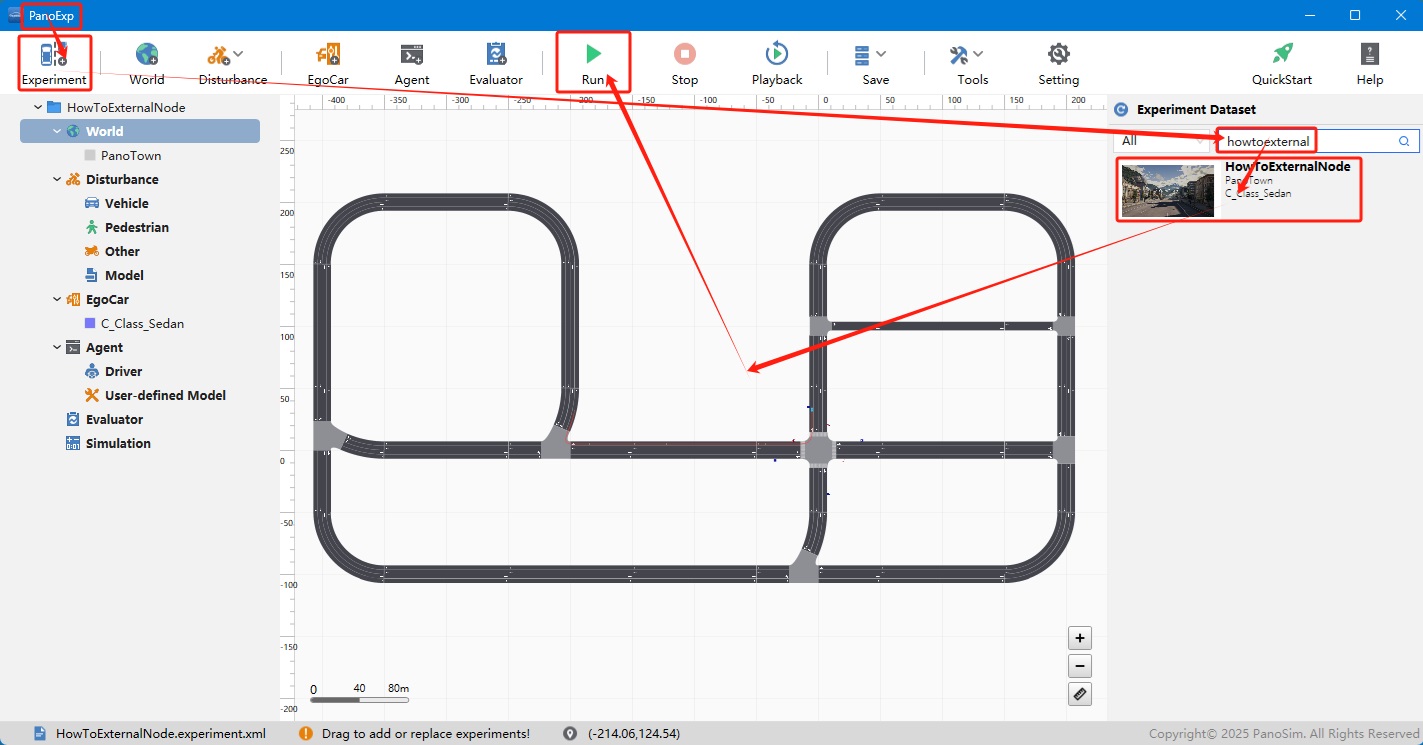 PanoExp
Experiment
World
Disturbance
EgoCar
Agent
Evaluator
Run
Stop
Playback
Save
Tools
Setting
QuickStart
Help
HowToExternalNode
World
PanoTown
Disturbance
Vehicle
Pedestrian
Other
Model
EgoCar
C_Class_Sedan
Agent
Driver
User-defined Model
Evaluator
Simulation
-400 -350 -300 -250 -200 -150 -100 -50 0 50 100 150 200
250
200
150
100
50
0
-50
-100
-150
-200
0 40 80m
+
−
Experiment Dataset
All
howtoexternal
HowToExternalNode
PanoTown
C_Class_Sedan
HowToExternalNode.experiment.xml
Drag to add or replace experiments!
(-214.06,124.54)
Copyright© 2025 PanoSim. All Rights Reserved